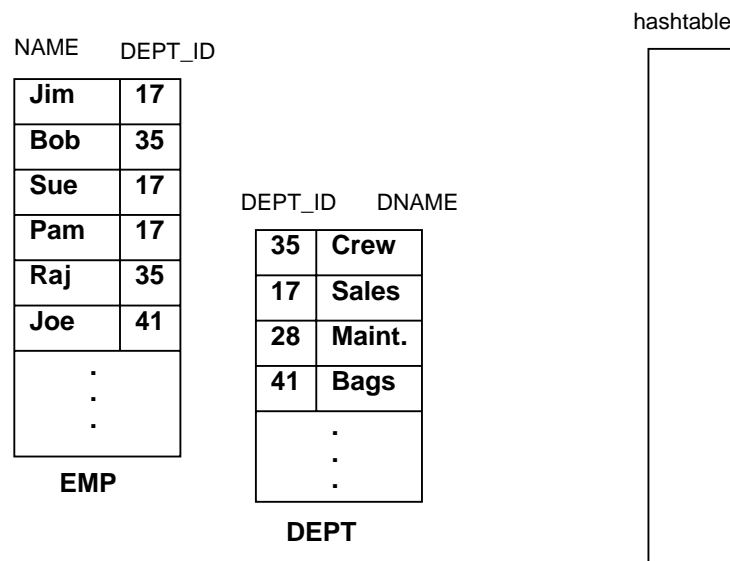 hashtable
NAME DEPT_ID
Jim 17
Bob 35
Sue 17
Pam 17
Raj 35
Joe 41
.
.
.
EMP
DEPT_ID DNAME
35 Crew
17 Sales
28 Maint.
41 Bags
.
.
.
DEPT